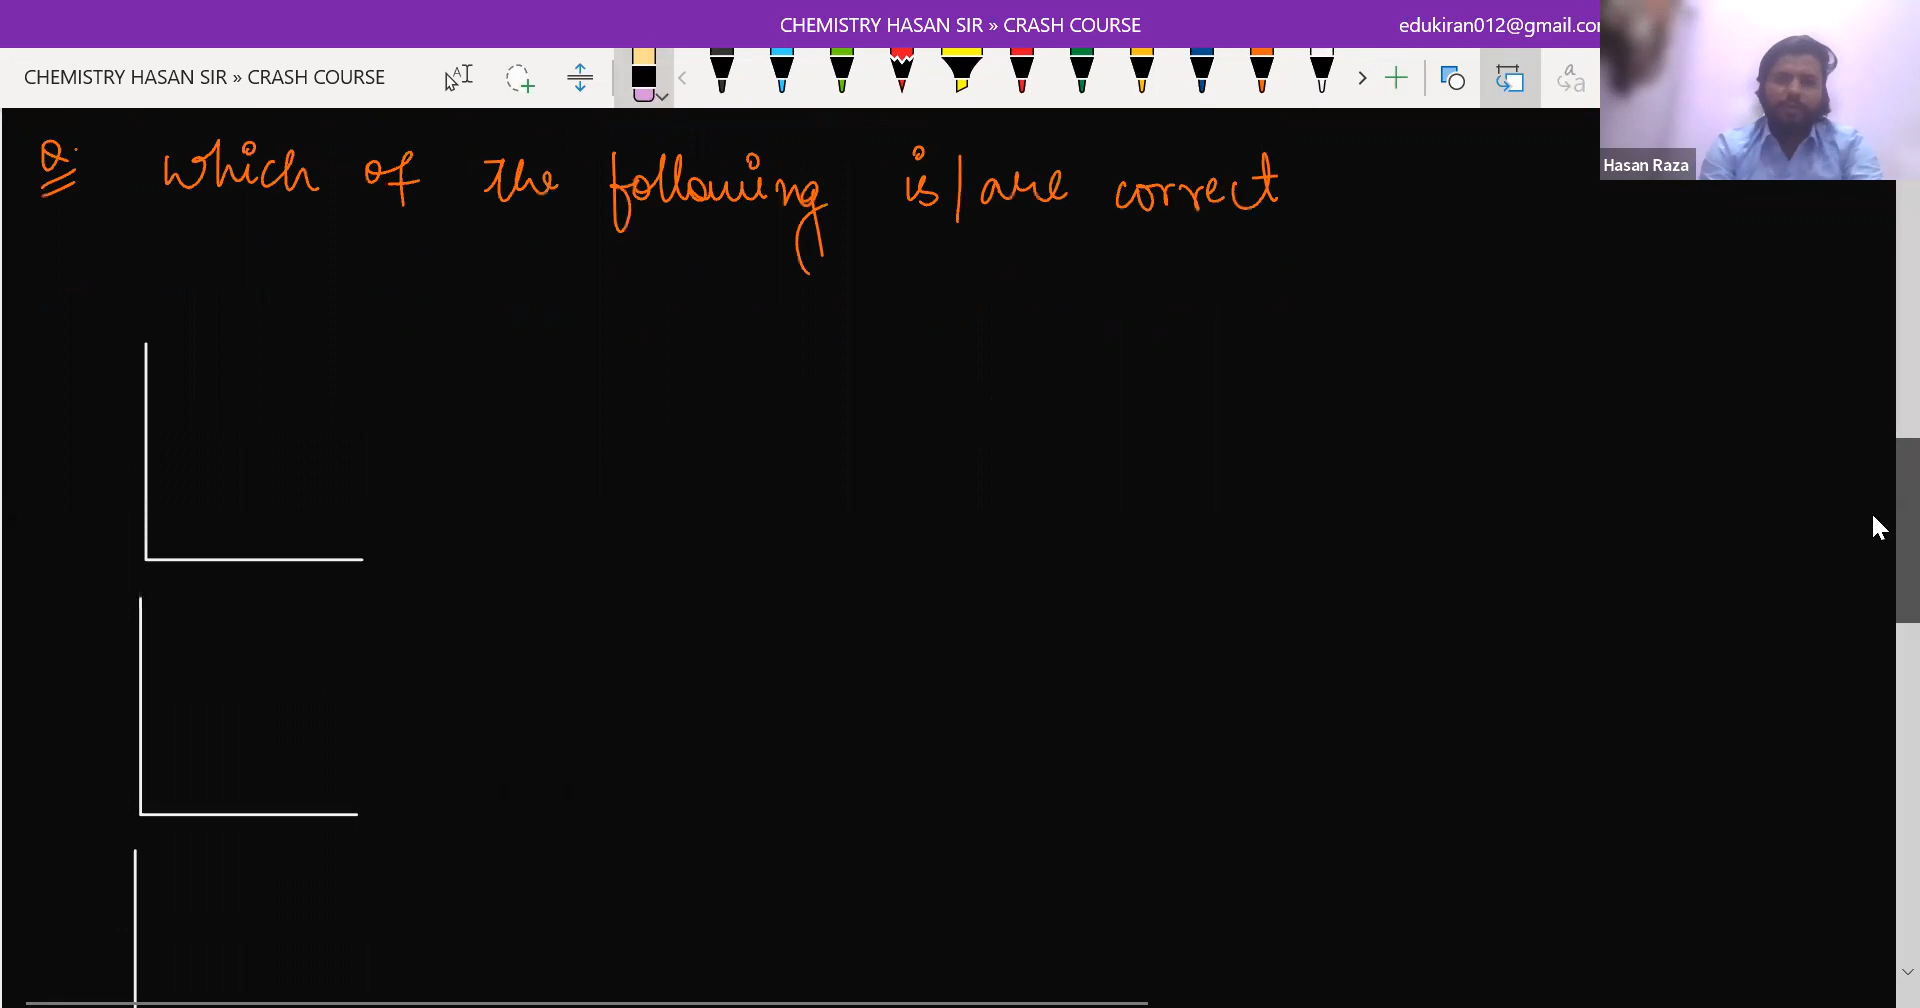 CHEMISTRY HASAN SIR » CRASH COURSE
edukiran012@gmail.co
CHEMISTRY HASAN SIR » CRASH COURSE
Hasan Raza
Q. which of the following is/are correct